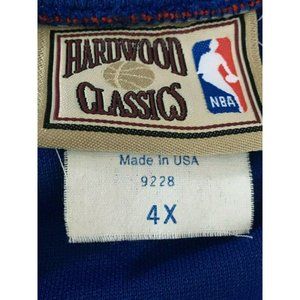 HARDWOOD
CLASSICS
NBA
Made in USA
9228
4X